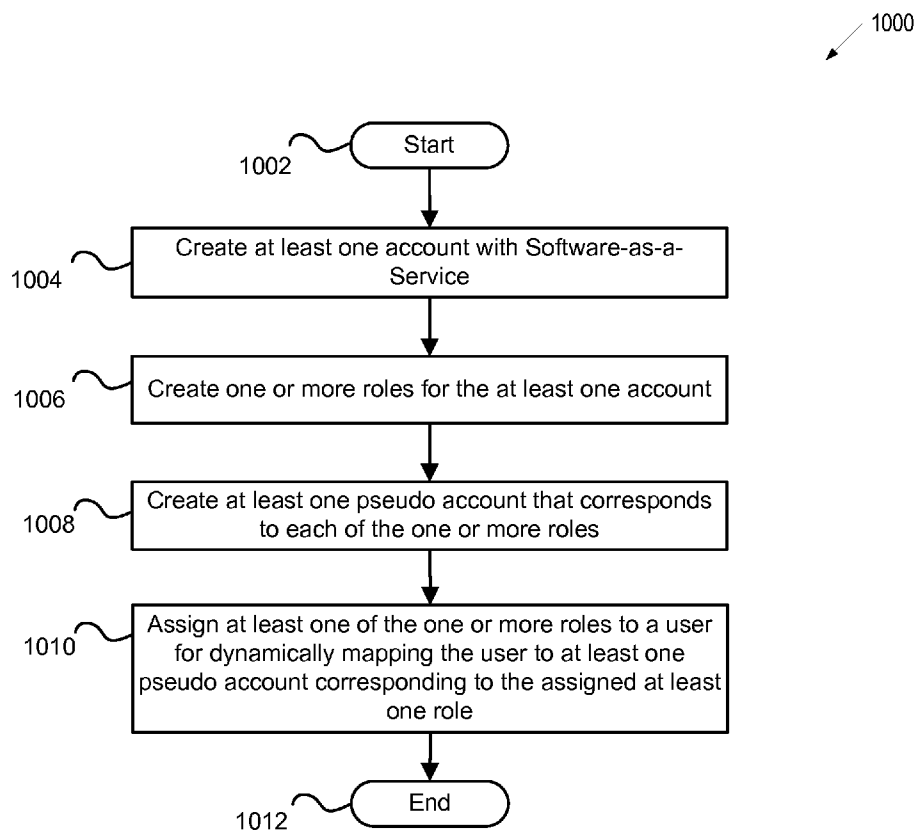 1000
Start
1002
Create at least one account with Software-as-a-
Service
1004
Create one or more roles for the at least one account
1006
Create at least one pseudo account that corresponds
to each of the one or more roles
1008
Assign at least one of the one or more roles to a user
for dynamically mapping the user to at least one
pseudo account corresponding to the assigned at least
one role
1010
End
1012